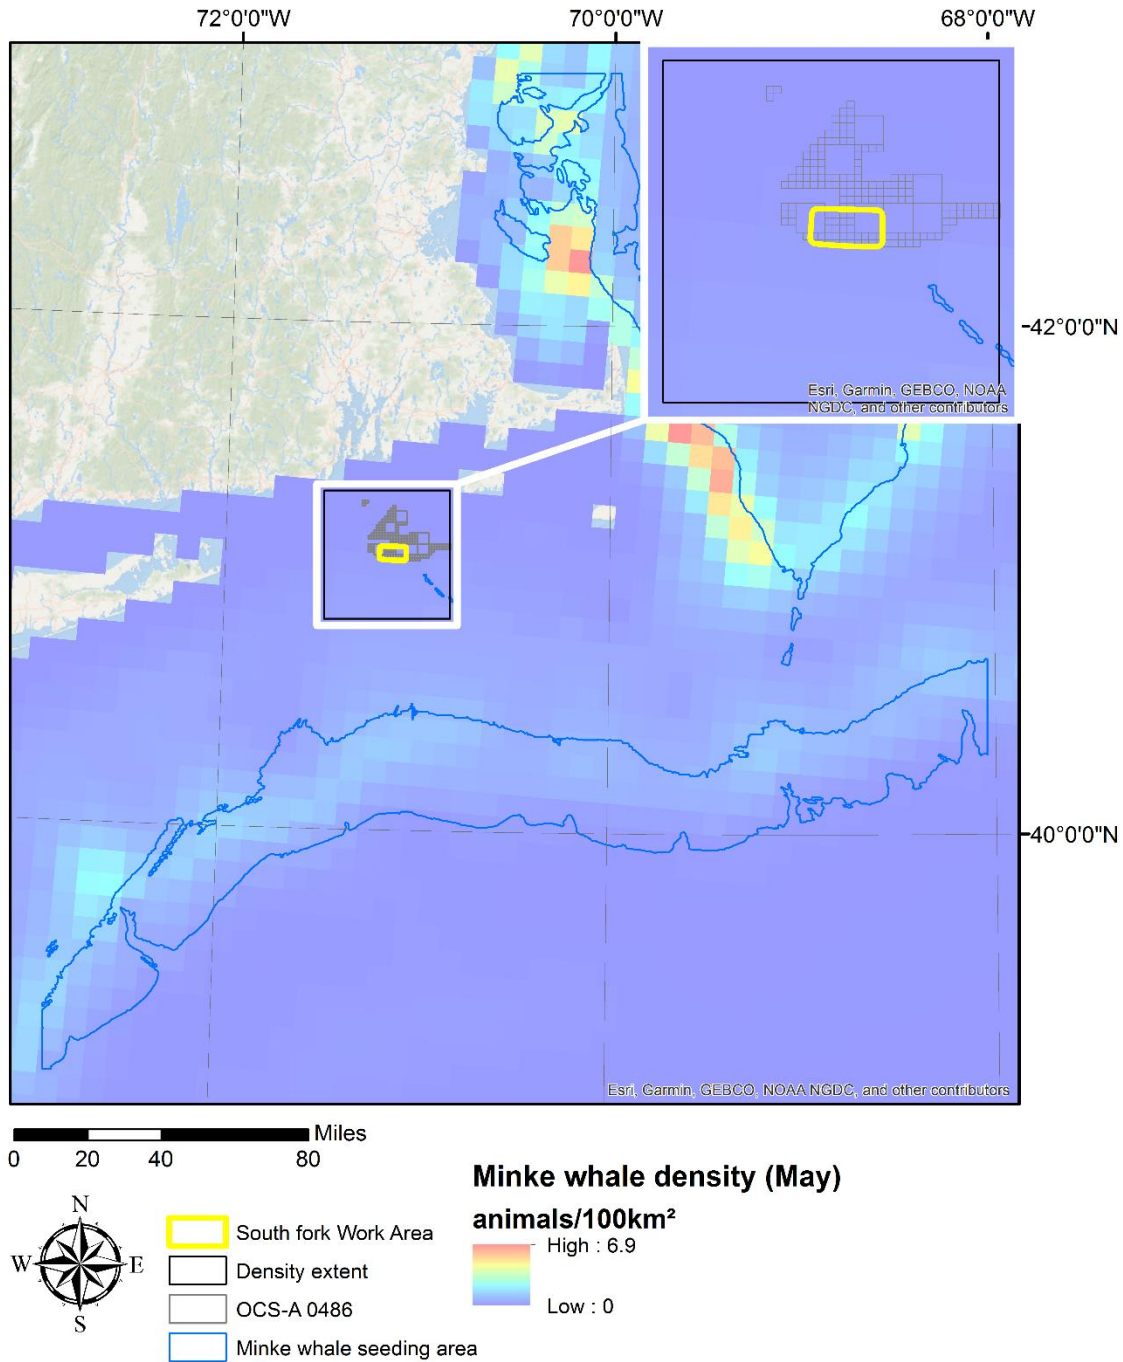 72°0'0"W 70°0'0"W 68°0'0"W
Esri, Garmin, GEBCO, NOAA
NGDC, and other contributors
42°0'0"N
40°0'0"N
Esri, Garmin, GEBCO, NOAA NGDC, and other contributors
Miles
0 20 40 80
N
W E
S
South fork Work Area
Density extent
OCS-A 0486
Minke whale seeding area
Minke whale density (May)
animals/100km²
High : 6.9
Low : 0